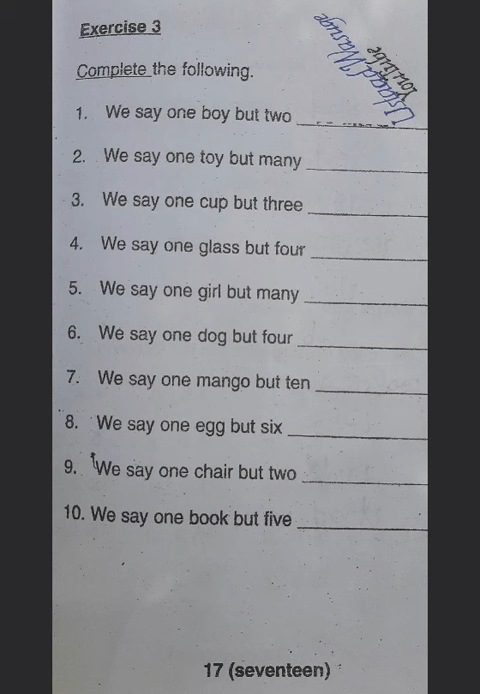 Exercise 3
Complete the following.
1. We say one boy but two
2. We say one toy but many
3. We say one cup but three
4. We say one glass but four
5. We say one girl but many
6. We say one dog but four
7. We say one mango but ten
8. We say one egg but six
9. We say one chair but two
10. We say one book but five
17 (seventeen)